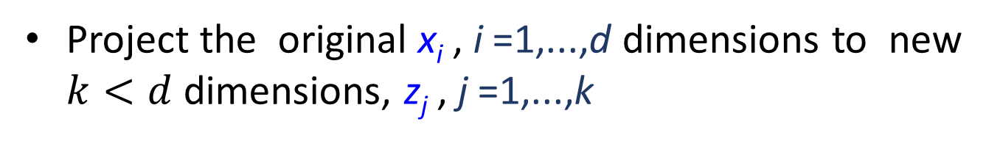 • Project the original xᵢ , i =1,...,d dimensions to new
k < d dimensions, zⱼ , j =1,...,k